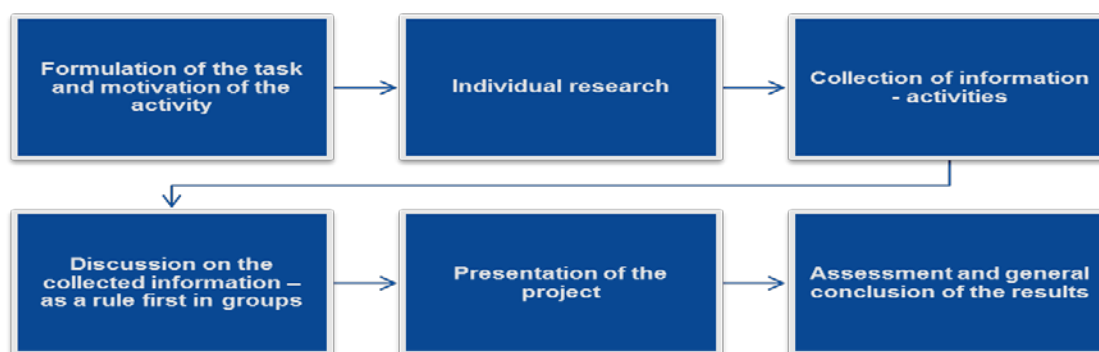 Formulation of the task
and motivation of the
activity
Individual research
Collection of information
- activities
Discussion on the
collected information –
as a rule first in groups
Presentation of the
project
Assessment and general
conclusion of the results